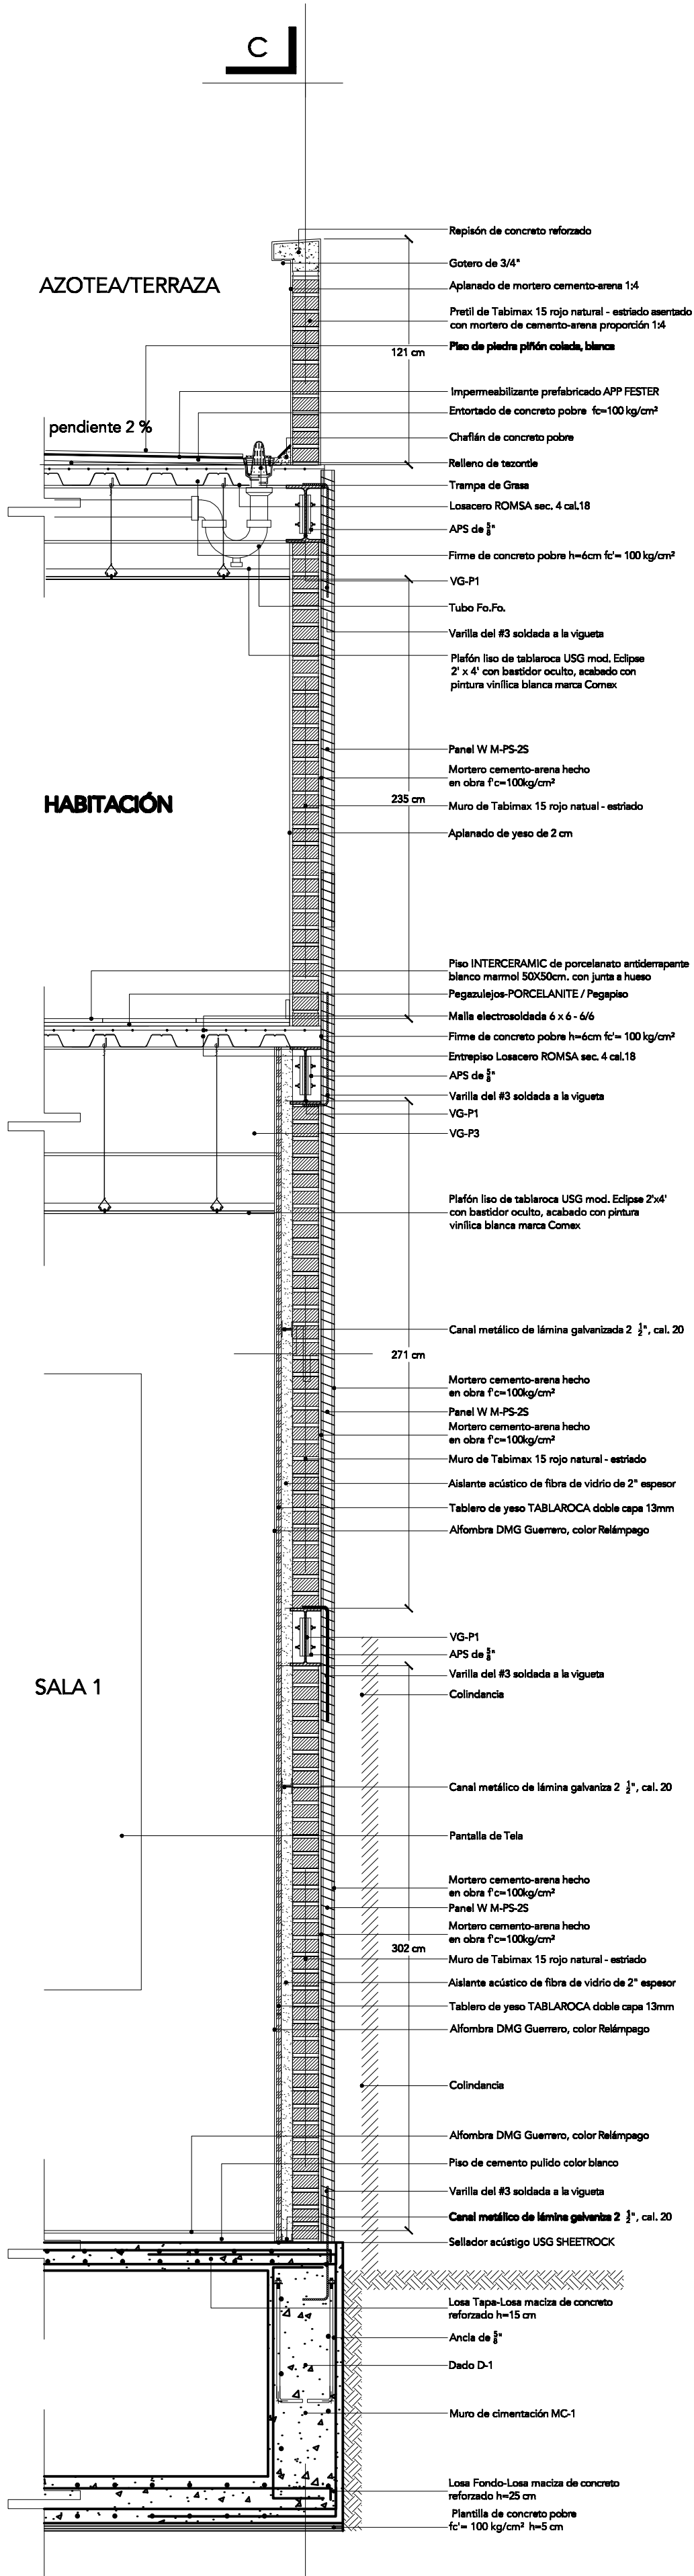 C
Repisón de concreto reforzado
Gotero de 3/4"
AZOTEA/TERRAZA
Aplanado de mortero cemento-arena 1:4
Pretil de Tabimax 15 rojo natural - estriado asentado
con mortero de cemento-arena proporción 1:4
Piso de piedra piñón colada, blanca
121 cm
Impermeabilizante prefabricado APP FESTER
Entortado de concreto pobre fc=100 kg/cm²
pendiente 2 %
Chaflán de concreto pobre
Relleno de tezontle
Trampa de Grasa
Losacero ROMSA sec. 4 cal.18
APS de 5/8"
Firme de concreto pobre h=6cm fc'= 100 kg/cm²
VG-P1
Tubo Fo.Fo.
Varilla del #3 soldada a la vigueta
Plafón liso de tablaroca USG mod. Eclipse
2' x 4' con bastidor oculto, acabado con
pintura vinílica blanca marca Comex
Panel W M-PS-2S
Mortero cemento-arena hecho
en obra f'c=100kg/cm²
235 cm
HABITACIÓN
Muro de Tabimax 15 rojo natual - estriado
Aplanado de yeso de 2 cm
Piso INTERCERAMIC de porcelanato antiderrapante
blanco marmol 50X50cm. con junta a hueso
Pegazulejos-PORCELANITE / Pegapiso
Malla electrosoldada 6 x 6 - 6/6
Firme de concreto pobre h=6cm fc'= 100 kg/cm²
Entrepiso Losacero ROMSA sec. 4 cal.18
APS de 5/8"
Varilla del #3 soldada a la vigueta
VG-P1
VG-P3
Plafón liso de tablaroca USG mod. Eclipse 2'x4'
con bastidor oculto, acabado con pintura
vinílica blanca marca Comex
Canal metálico de lámina galvanizada 2 1/2", cal. 20
271 cm
Mortero cemento-arena hecho
en obra f'c=100kg/cm²
Panel W M-PS-2S
Mortero cemento-arena hecho
en obra f'c=100kg/cm²
Muro de Tabimax 15 rojo natural - estriado
Aislante acústico de fibra de vidrio de 2" espesor
Tablero de yeso TABLAROCA doble capa 13mm
Alfombra DMG Guerrero, color Relámpago
VG-P1
APS de 5/8"
Varilla del #3 soldada a la vigueta
SALA 1
Colindancia
Canal metálico de lámina galvaniza 2 1/2", cal. 20
Pantalla de Tela
Mortero cemento-arena hecho
en obra f'c=100kg/cm²
Panel W M-PS-2S
Mortero cemento-arena hecho
en obra f'c=100kg/cm²
302 cm
Muro de Tabimax 15 rojo natural - estriado
Aislante acústico de fibra de vidrio de 2" espesor
Tablero de yeso TABLAROCA doble capa 13mm
Alfombra DMG Guerrero, color Relámpago
Colindancia
Alfombra DMG Guerrero, color Relámpago
Piso de cemento pulido color blanco
Varilla del #3 soldada a la vigueta
Canal metálico de lámina galvaniza 2 1/2", cal. 20
Sellador acústigo USG SHEETROCK
Losa Tapa-Losa maciza de concreto
reforzado h=15 cm
Ancla de 5/8"
Dado D-1
Muro de cimentación MC-1
Losa Fondo-Losa maciza de concreto
reforzado h=25 cm
Plantilla de concreto pobre
fc'= 100 kg/cm² h=5 cm